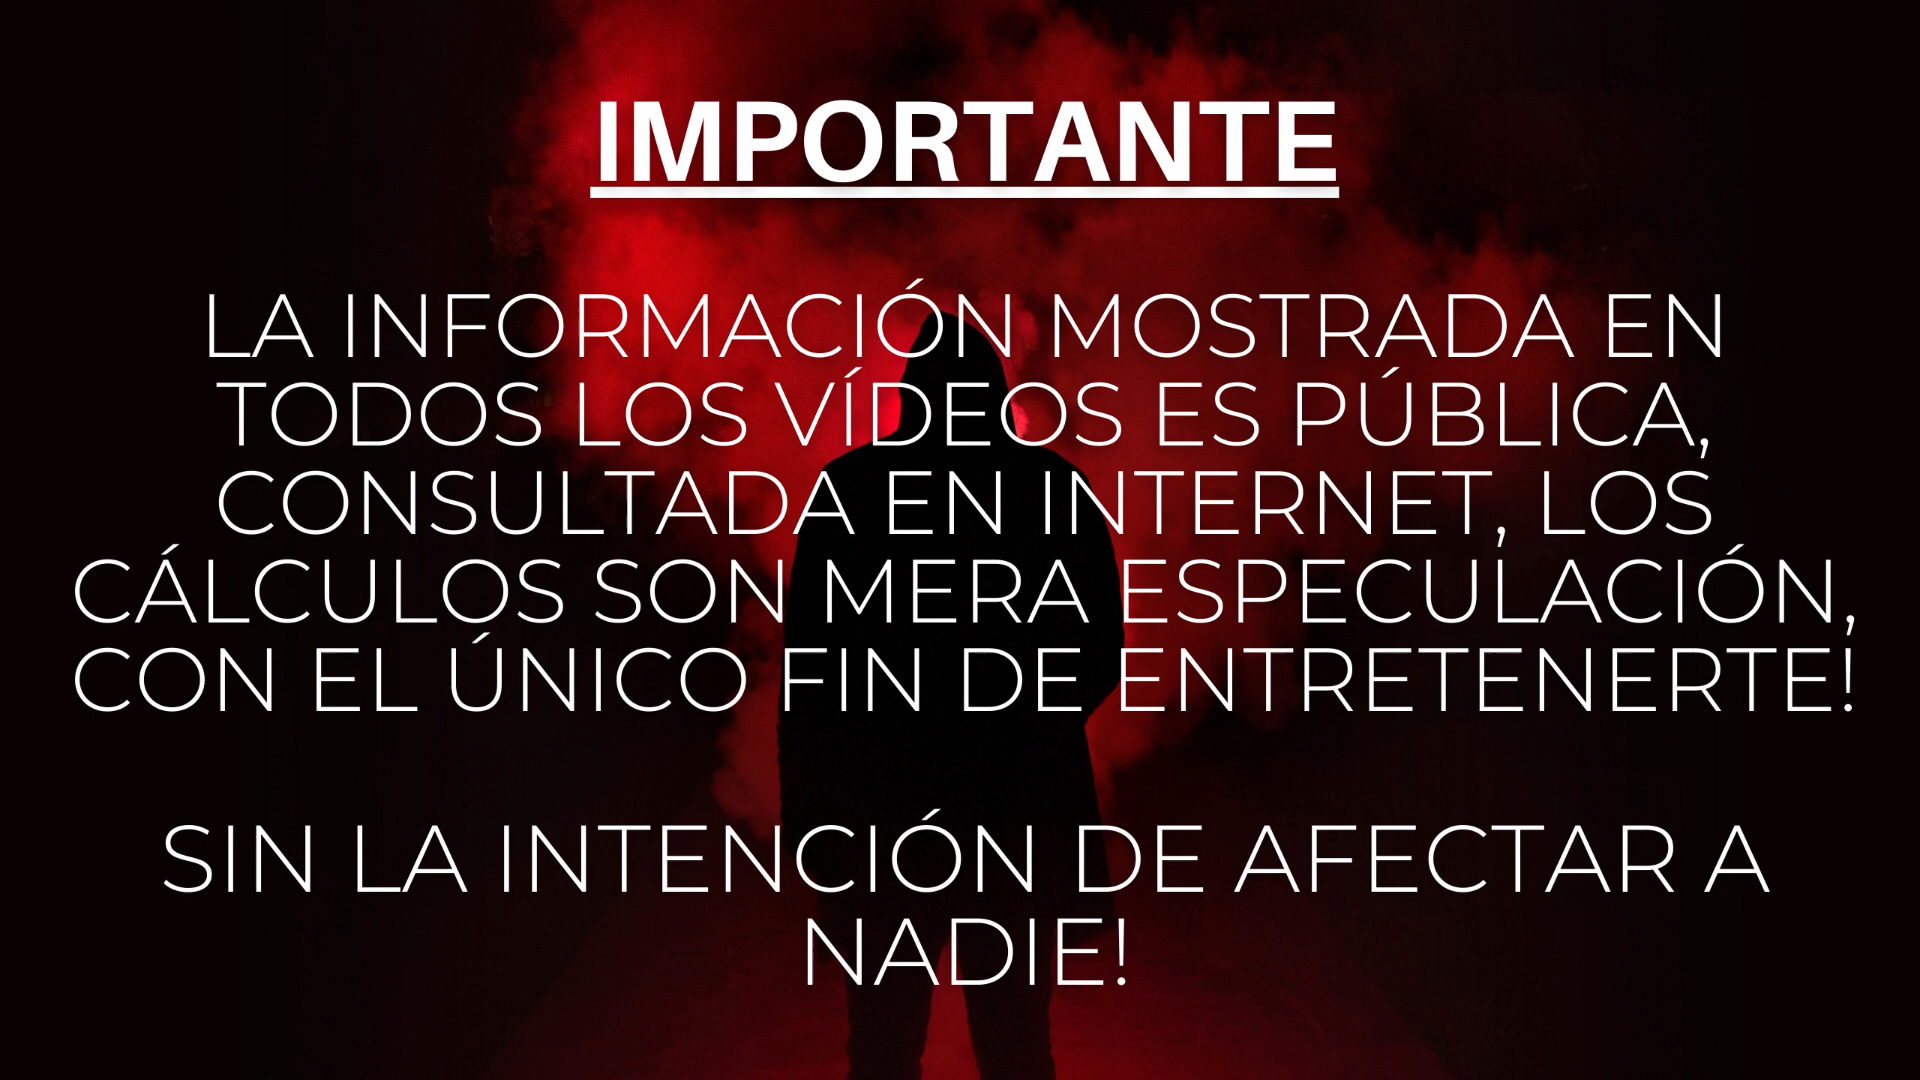 IMPORTANTE
LA INFORMACIÓN MOSTRADA EN
TODOS LOS VÍDEOS ES PÚBLICA,
CONSULTADA EN INTERNET, LOS
CÁLCULOS SON MERA ESPECULACIÓN,
CON EL ÚNICO FIN DE ENTRETENERTE!
SIN LA INTENCIÓN DE AFECTAR A
NADIE!